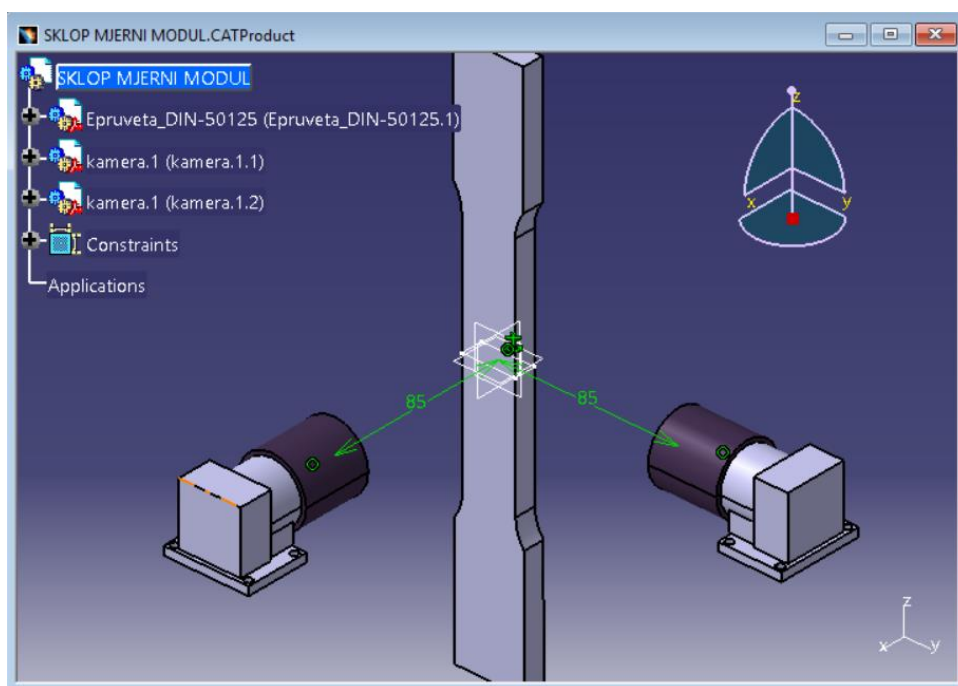 SKLOP MJERNI MODUL.CATProduct
SKLOP MJERNI MODUL
Epruveta_DIN-50125 (Epruveta_DIN-50125.1)
kamera.1 (kamera.1.1)
kamera.1 (kamera.1.2)
Constraints
Applications
z
x
y
85
85
z
x
y